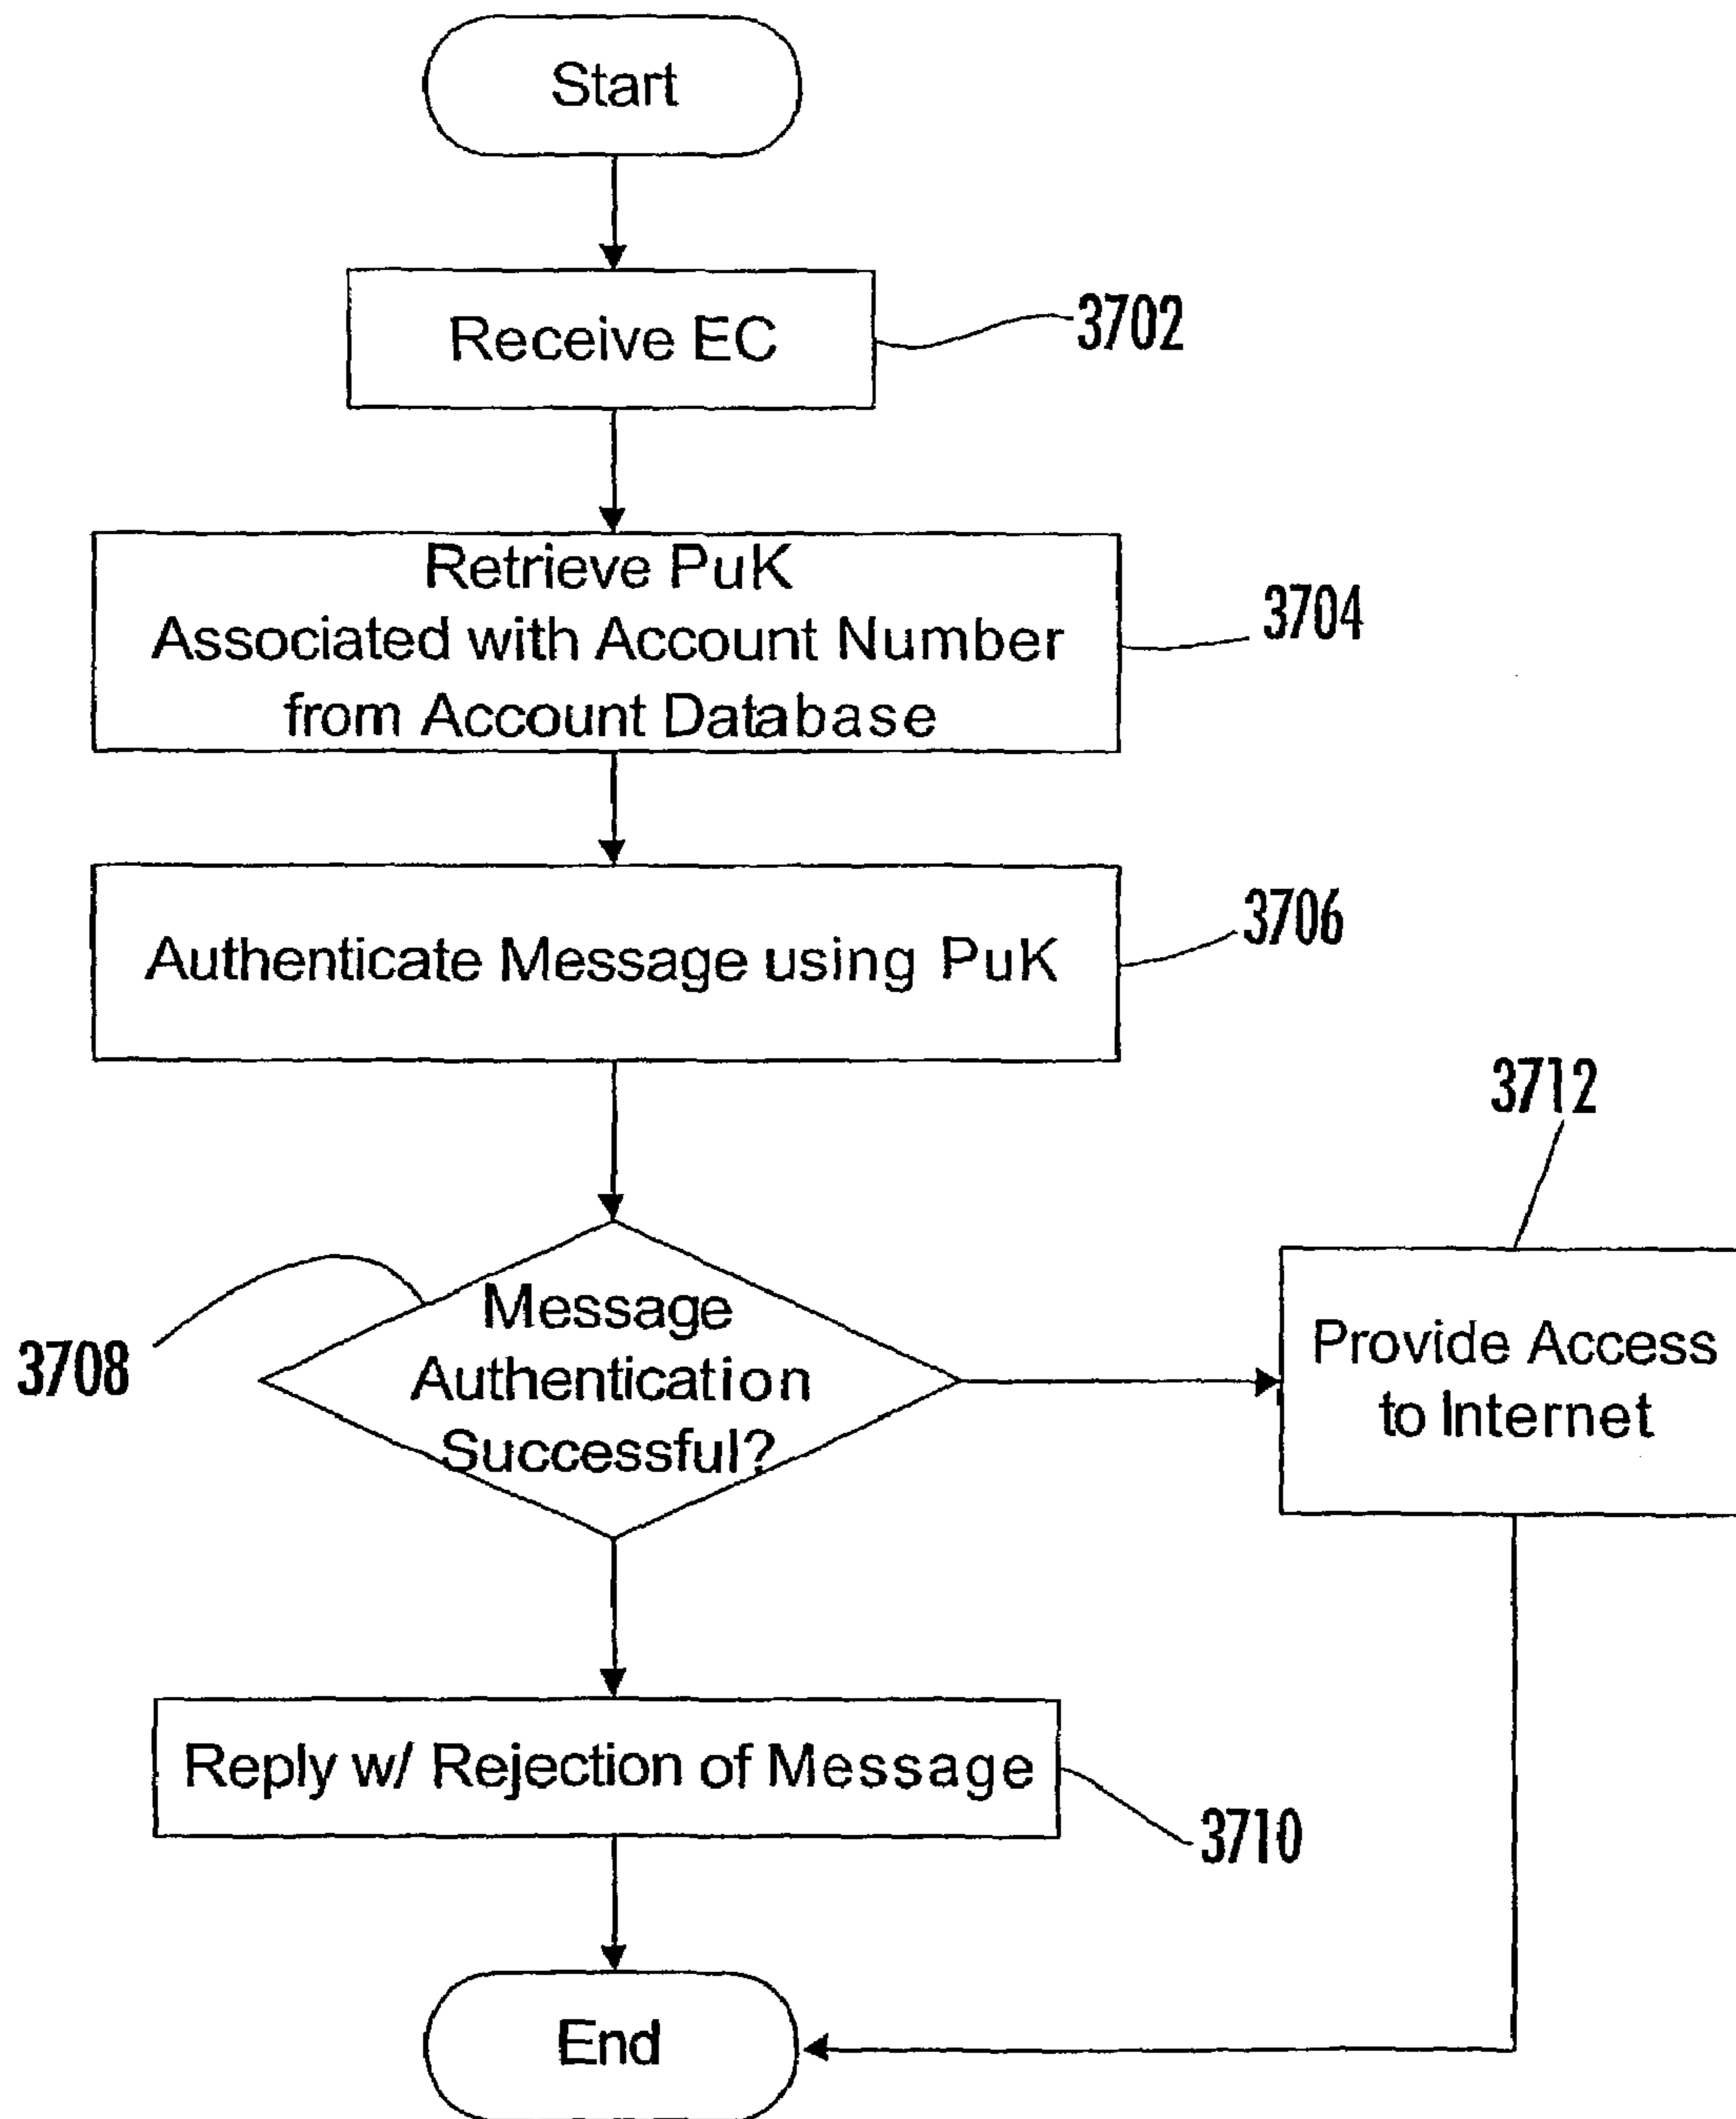 Start
Receive EC
3702
Retrieve PuK
Associated with Account Number
from Account Database
3704
Authenticate Message using PuK
3706
3712
Message
Authentication
Successful?
3708
Provide Access
to Internet
Reply w/ Rejection of Message
3710
End